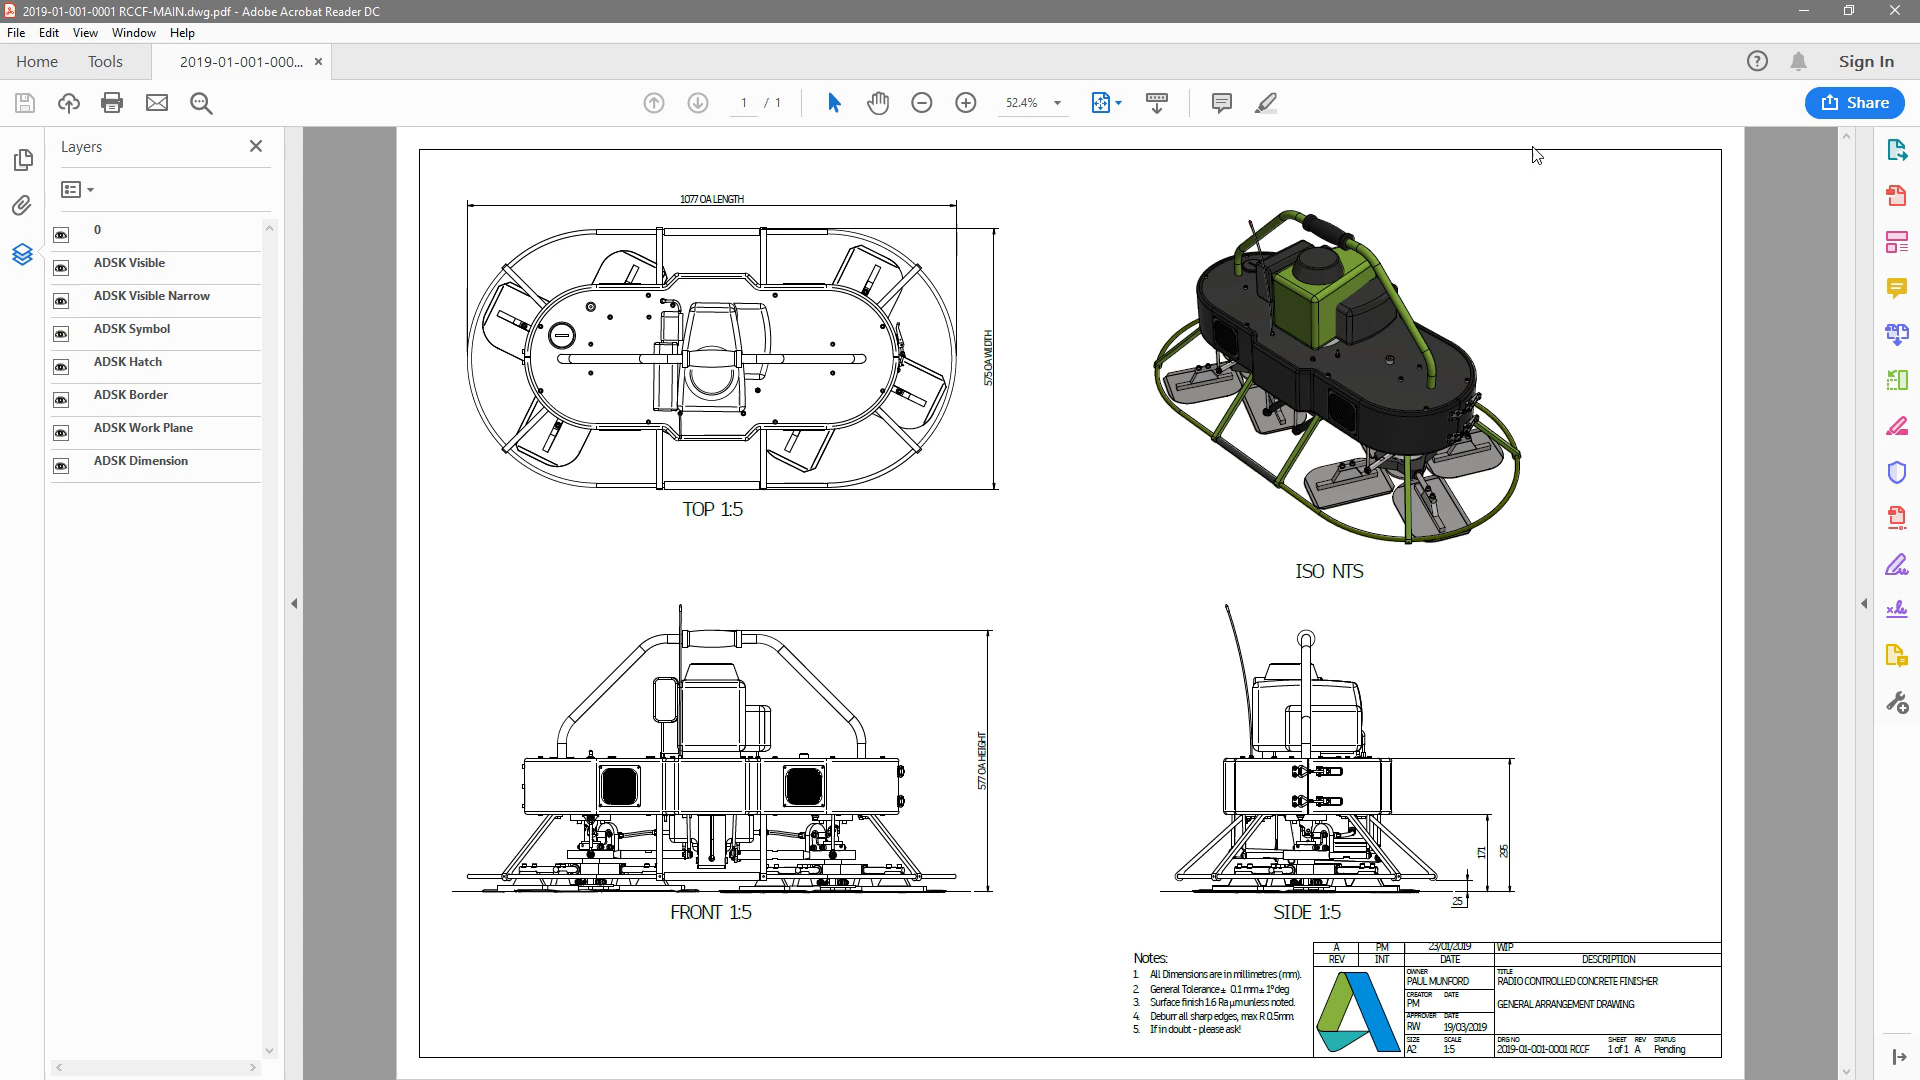 2019-01-001-0001 RCCF-MAIN.dwg.pdf - Adobe Acrobat Reader DC
File Edit View Window Help
Home Tools 2019-01-001-000... ×
Sign In
1 / 1 52.4%
Share
Layers
0
ADSK Visible
ADSK Visible Narrow
ADSK Symbol
ADSK Hatch
ADSK Border
ADSK Work Plane
ADSK Dimension
1077 OA LENGTH
575 OA WIDTH
TOP 1:5
ISO NTS
577 OA HEIGHT
FRONT 1:5
171
295
25
SIDE 1:5
Notes:
1. All Dimensions are in millimetres (mm).
2. General Tolerance ± 0.1 mm ± 1° deg
3. Surface finish 1.6 Ra µm unless noted.
4. Deburr all sharp edges, max R 0.5mm.
5. If in doubt - please ask!
A PM 23/01/2019 WIP
REV INT DATE DESCRIPTION
OWNER
PAUL MUNFORD
CREATOR DATE
PM
APPROVER DATE
RW 19/03/2019
SIZE SCALE
A2 1:5
TITLE
RADIO CONTROLLED CONCRETE FINISHER
GENERAL ARRANGEMENT DRAWING
DRG NO SHEET REV STATUS
2019-01-001-0001 RCCF 1 of 1 A Pending